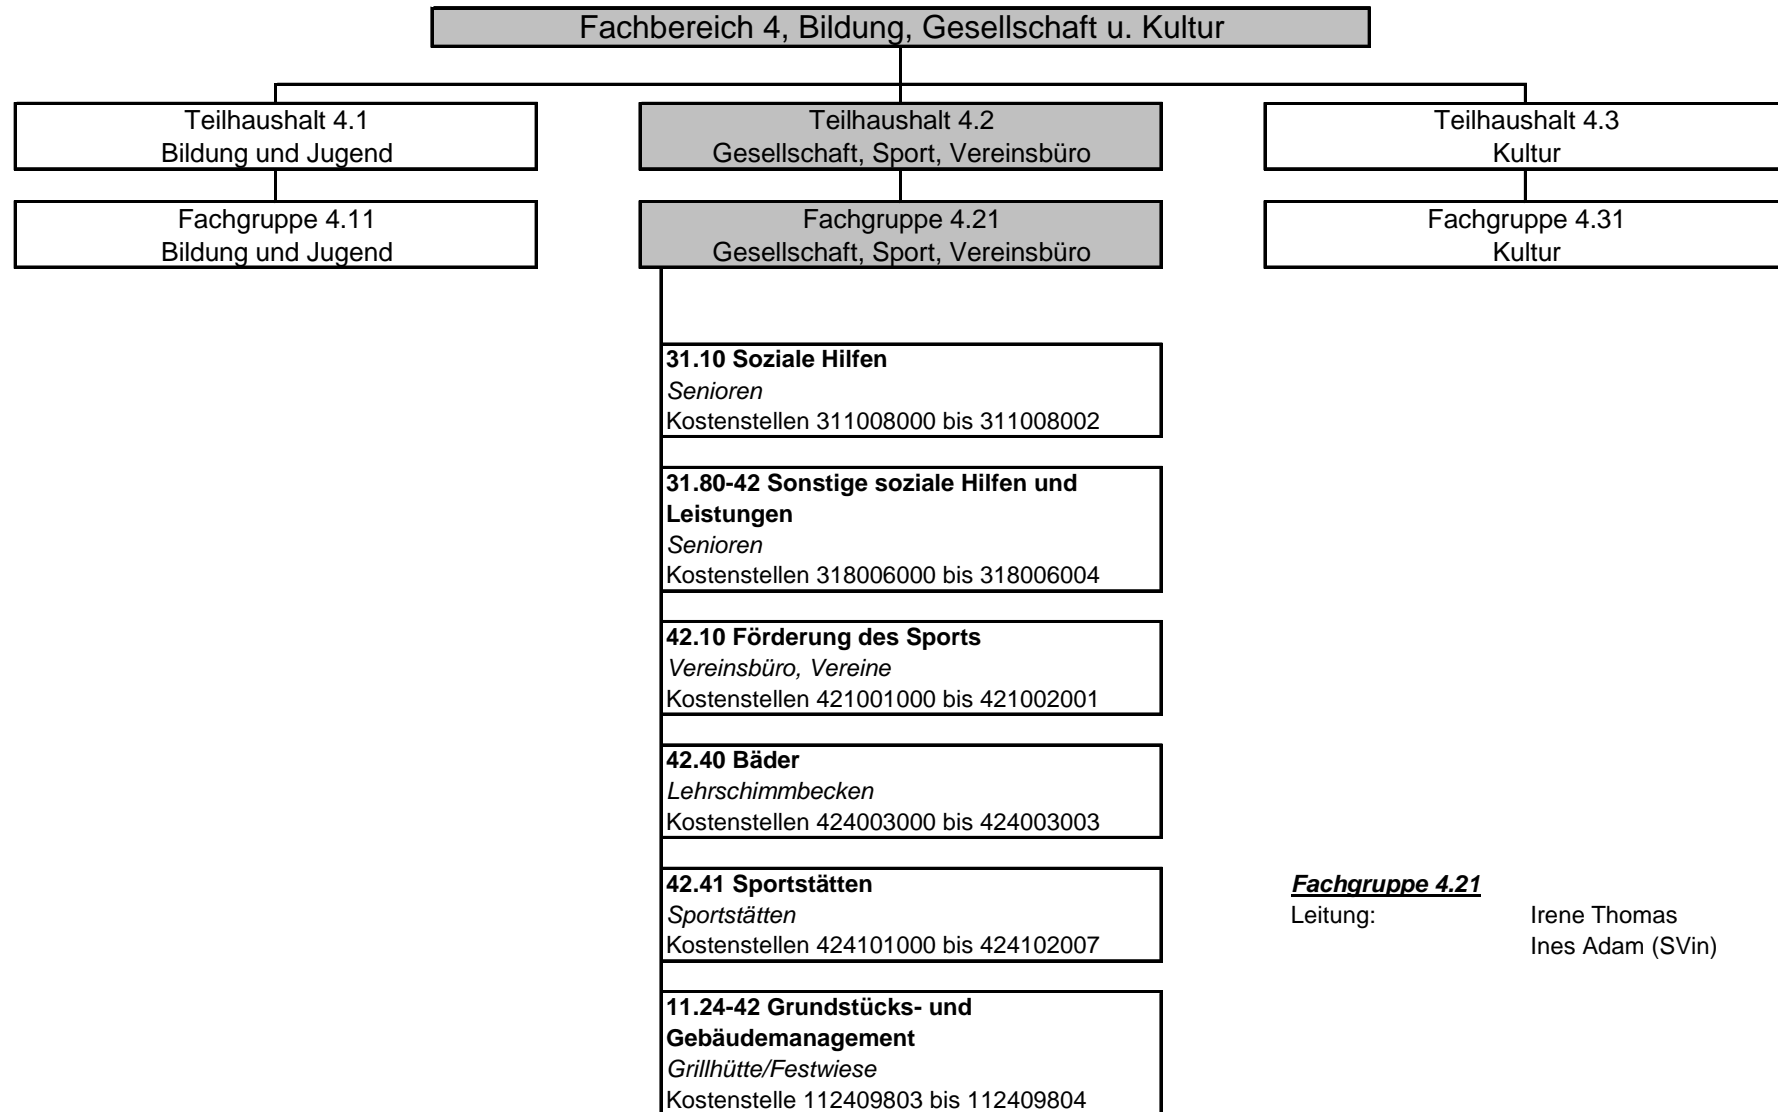 Fachbereich 4, Bildung, Gesellschaft u. Kultur
Teilhaushalt 4.1
Bildung und Jugend
Teilhaushalt 4.2
Gesellschaft, Sport, Vereinsbüro
Teilhaushalt 4.3
Kultur
Fachgruppe 4.11
Bildung und Jugend
Fachgruppe 4.21
Gesellschaft, Sport, Vereinsbüro
Fachgruppe 4.31
Kultur
31.10 Soziale Hilfen
Senioren
Kostenstellen 311008000 bis 311008002
31.80-42 Sonstige soziale Hilfen und
Leistungen
Senioren
Kostenstellen 318006000 bis 318006004
42.10 Förderung des Sports
Vereinsbüro, Vereine
Kostenstellen 421001000 bis 421002001
42.40 Bäder
Lehrschimmbecken
Kostenstellen 424003000 bis 424003003
42.41 Sportstätten
Sportstätten
Kostenstellen 424101000 bis 424102007
Fachgruppe 4.21
Leitung: Irene Thomas
Ines Adam (SVin)
11.24-42 Grundstücks- und
Gebäudemanagement
Grillhütte/Festwiese
Kostenstelle 112409803 bis 112409804